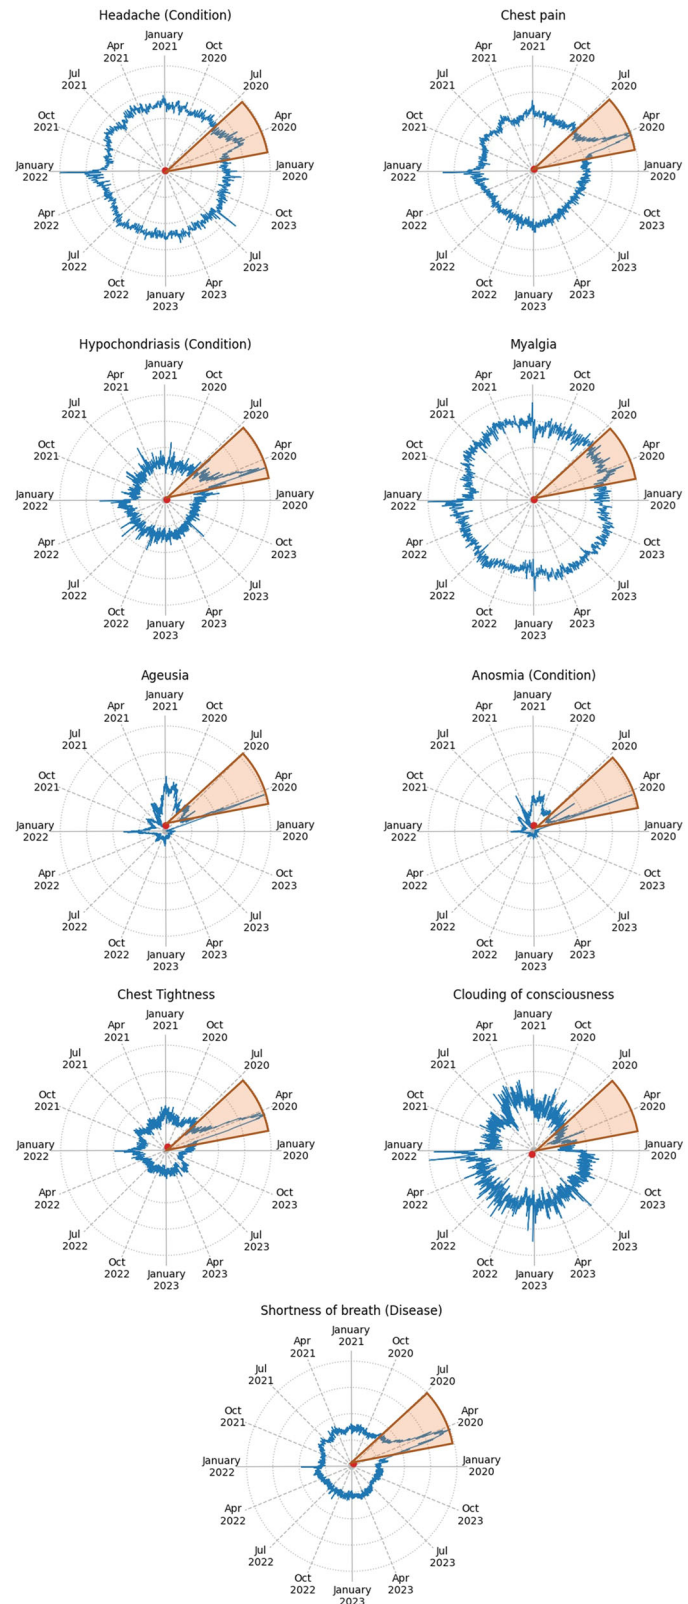 Headache (Condition)
January
2021
Apr
2021
Oct
2020
Jul
2021
Jul
2020
Oct
2021
Apr
2020
January
2022
January
2020
Apr
2022
Oct
2023
Jul
2022
Jul
2023
Oct
2022
January
2023
Apr
2023
Chest pain
January
2021
Apr
2021
Oct
2020
Jul
2021
Jul
2020
Oct
2021
Apr
2020
January
2022
January
2020
Apr
2022
Oct
2023
Jul
2022
Jul
2023
Oct
2022
January
2023
Apr
2023
Hypochondriasis (Condition)
January
2021
Apr
2021
Oct
2020
Jul
2021
Jul
2020
Oct
2021
Apr
2020
January
2022
January
2020
Apr
2022
Oct
2023
Jul
2022
Jul
2023
Oct
2022
January
2023
Apr
2023
Myalgia
January
2021
Apr
2021
Oct
2020
Jul
2021
Jul
2020
Oct
2021
Apr
2020
January
2022
January
2020
Apr
2022
Oct
2023
Jul
2022
Jul
2023
Oct
2022
January
2023
Apr
2023
Ageusia
January
2021
Apr
2021
Oct
2020
Jul
2021
Jul
2020
Oct
2021
Apr
2020
January
2022
January
2020
Apr
2022
Oct
2023
Jul
2022
Jul
2023
Oct
2022
January
2023
Apr
2023
Anosmia (Condition)
January
2021
Apr
2021
Oct
2020
Jul
2021
Jul
2020
Oct
2021
Apr
2020
January
2022
January
2020
Apr
2022
Oct
2023
Jul
2022
Jul
2023
Oct
2022
January
2023
Apr
2023
Chest Tightness
January
2021
Apr
2021
Oct
2020
Jul
2021
Jul
2020
Oct
2021
Apr
2020
January
2022
January
2020
Apr
2022
Oct
2023
Jul
2022
Jul
2023
Oct
2022
January
2023
Apr
2023
Clouding of consciousness
January
2021
Apr
2021
Oct
2020
Jul
2021
Jul
2020
Oct
2021
Apr
2020
January
2022
January
2020
Apr
2022
Oct
2023
Jul
2022
Jul
2023
Oct
2022
January
2023
Apr
2023
Shortness of breath (Disease)
January
2021
Apr
2021
Oct
2020
Jul
2021
Jul
2020
Oct
2021
Apr
2020
January
2022
January
2020
Apr
2022
Oct
2023
Jul
2022
Jul
2023
Oct
2022
January
2023
Apr
2023